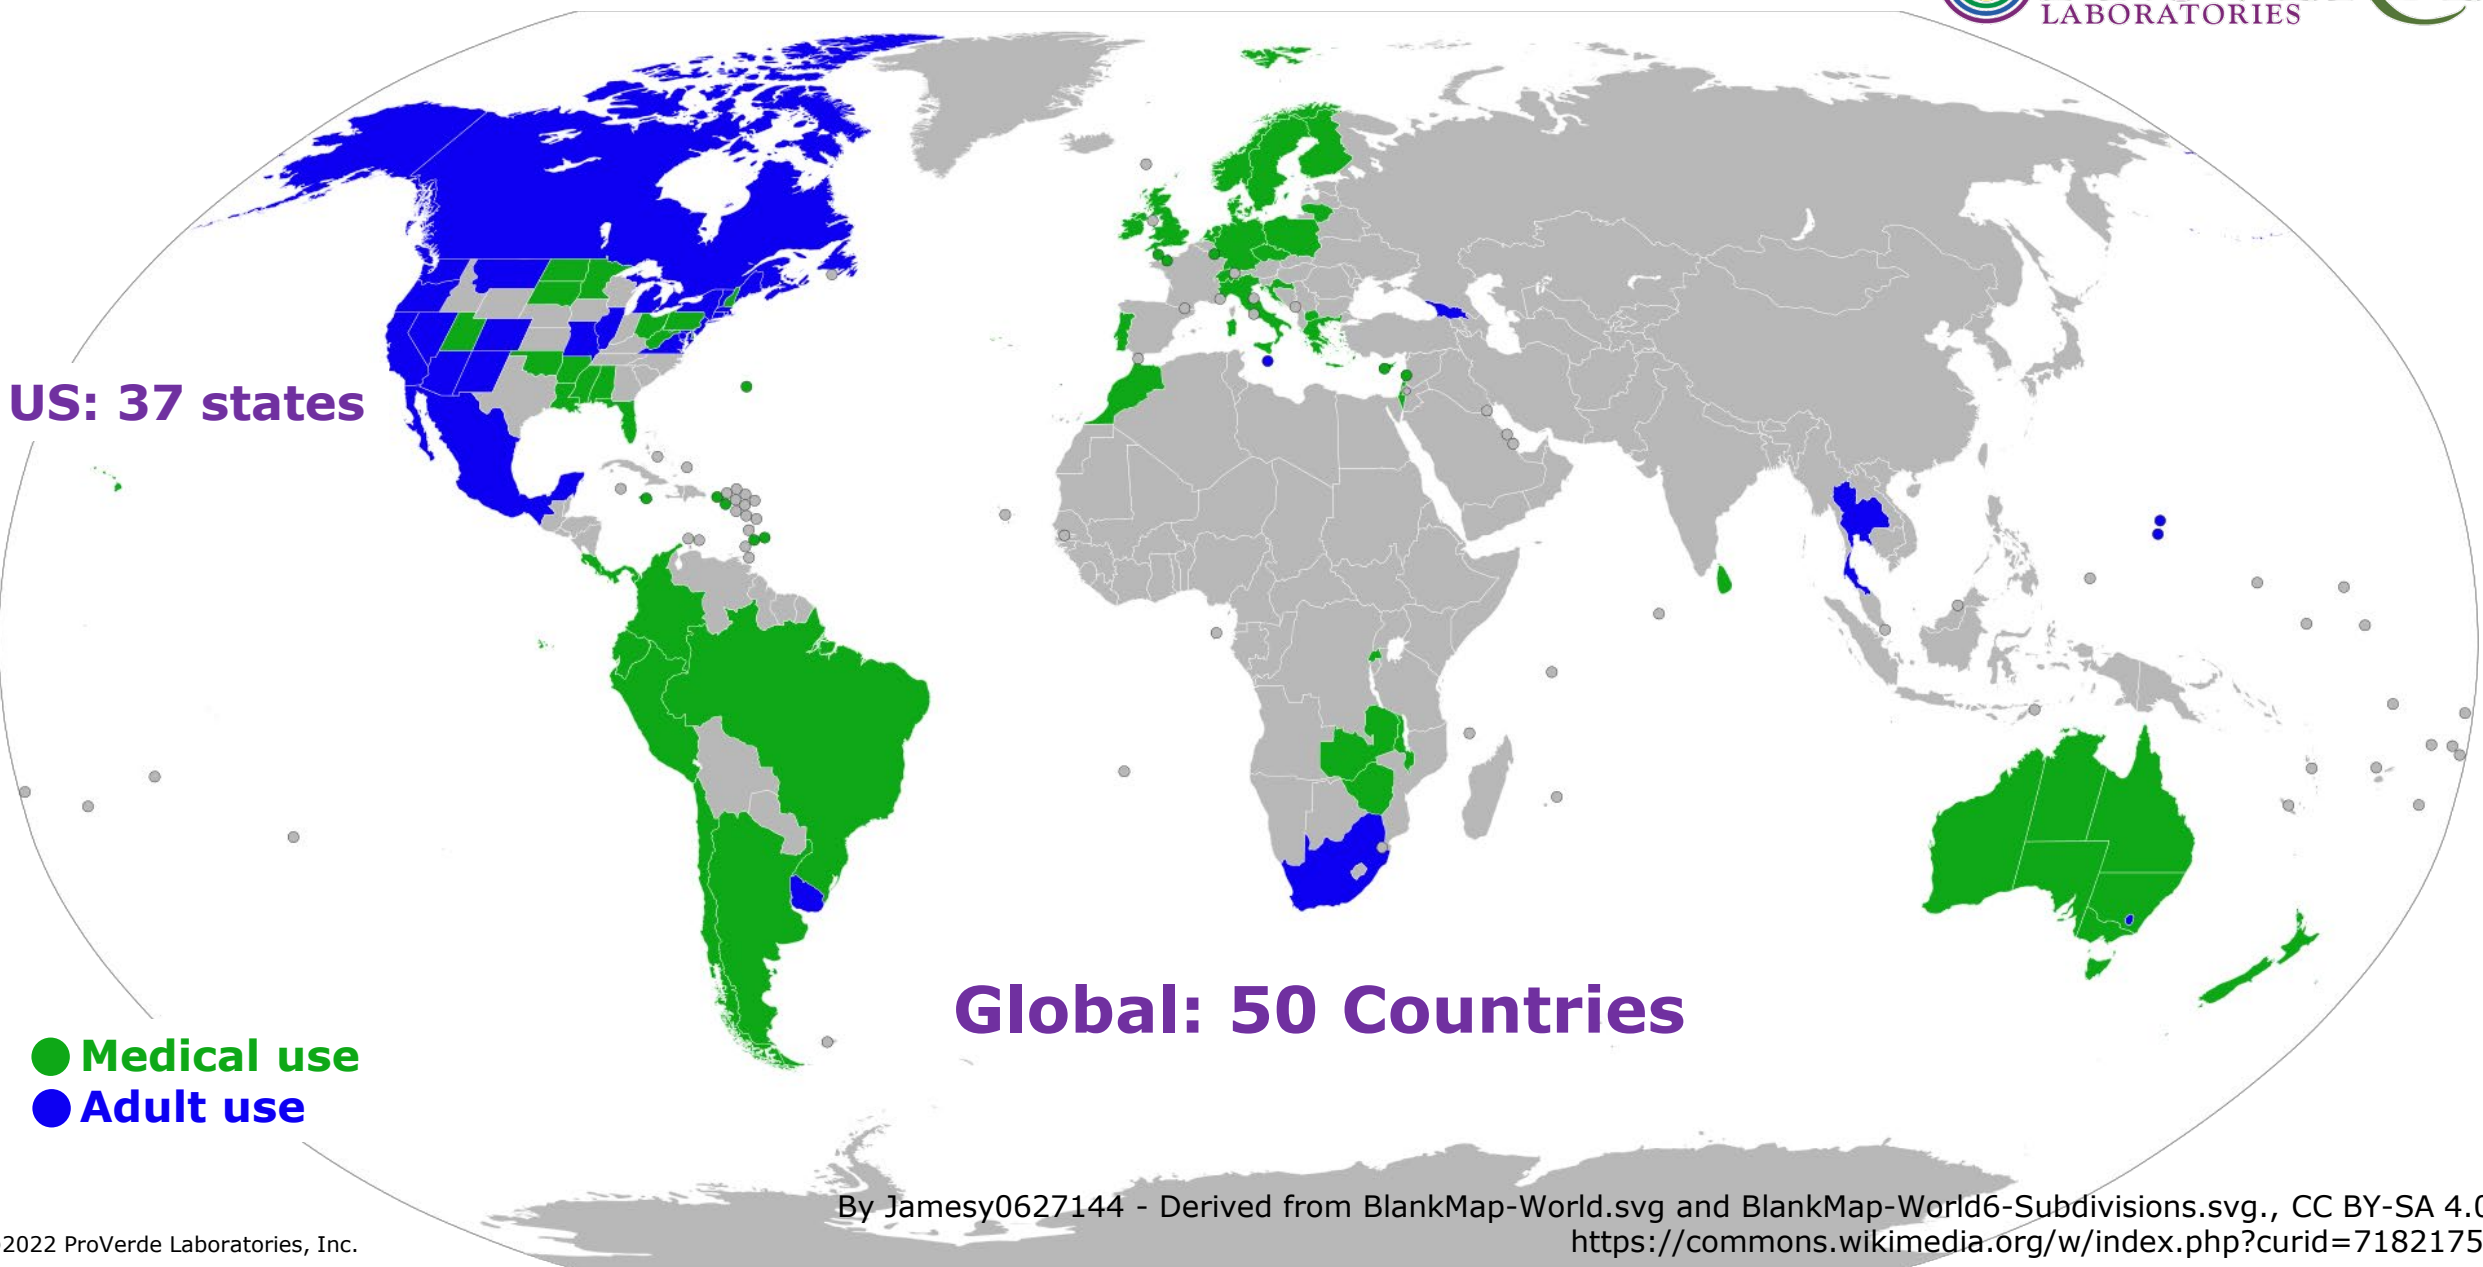 LABORATORIES
US: 37 states
Global: 50 Countries
Medical use
Adult use
By Jamesy0627144 - Derived from BlankMap-World.svg and BlankMap-World6-Subdivisions.svg., CC BY-SA 4.0
2022 ProVerde Laboratories, Inc.
https://commons.wikimedia.org/w/index.php?curid=7182175